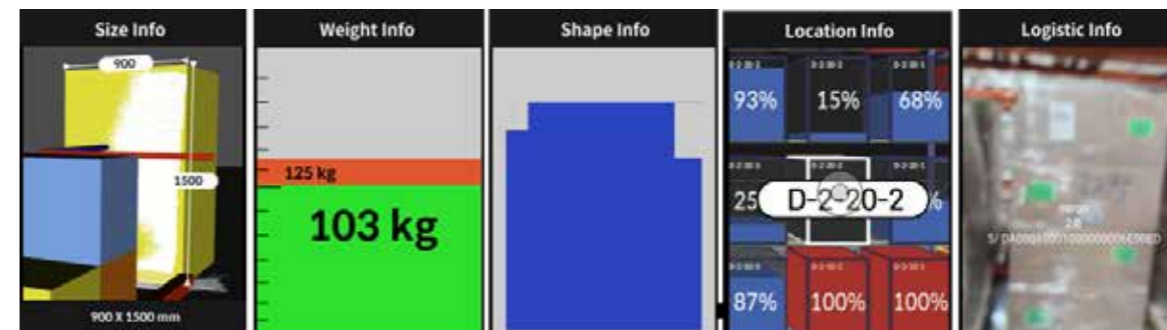 Size Info
900
1500
900 X 1500 mm
Weight Info
125 kg
103 kg
Shape Info
Location Info
93%
15%
68%
25
D-2-20-2
%
87%
100%
100%
Logistic Info